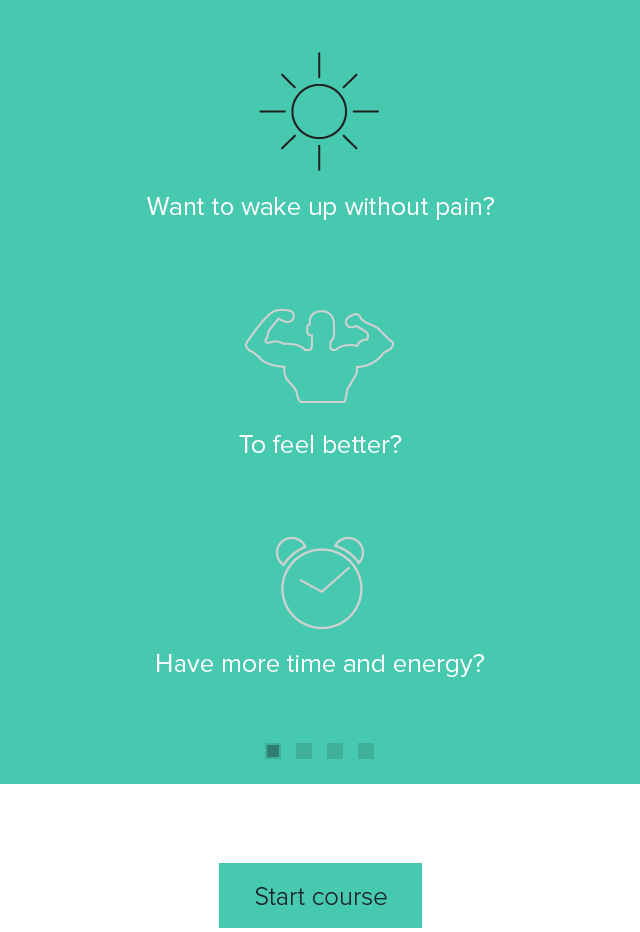 Want to wake up without pain?
To feel better?
Have more time and energy?
Start course